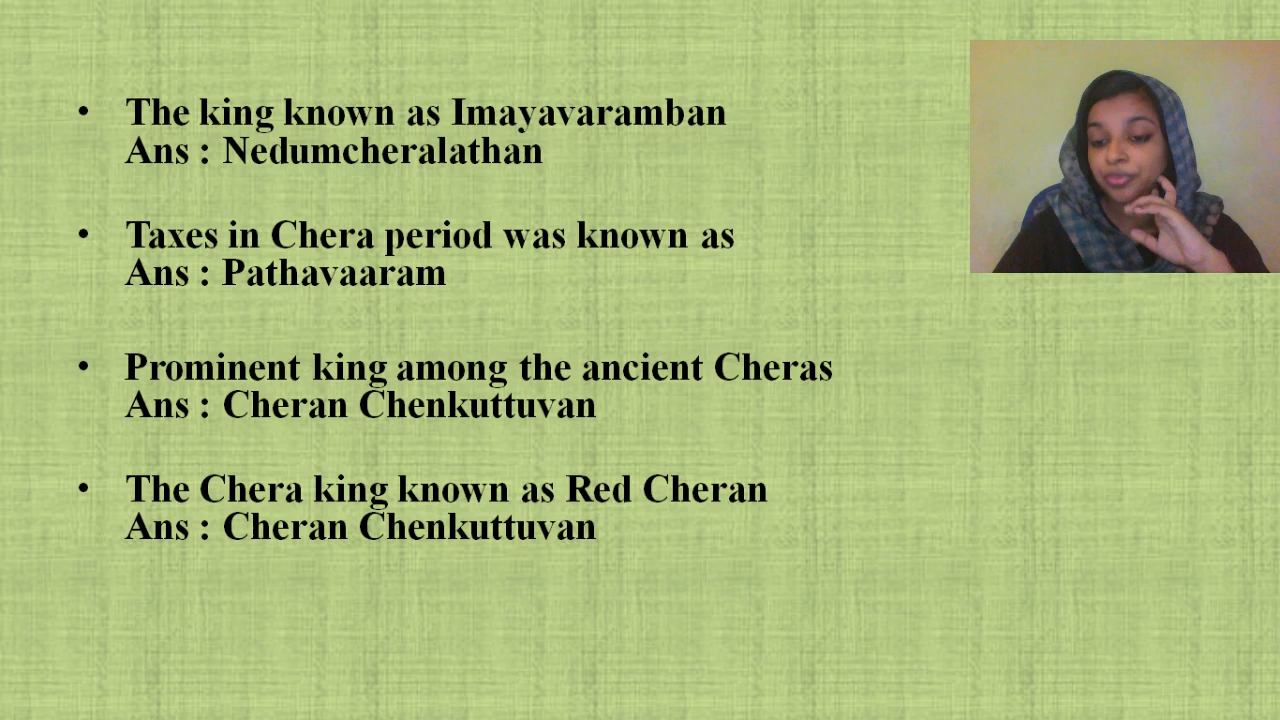 • The king known as Imayavaramban
Ans : Nedumcheralathan
• Taxes in Chera period was known as
Ans : Pathavaaram
• Prominent king among the ancient Cheras
Ans : Cheran Chenkuttuvan
• The Chera king known as Red Cheran
Ans : Cheran Chenkuttuvan